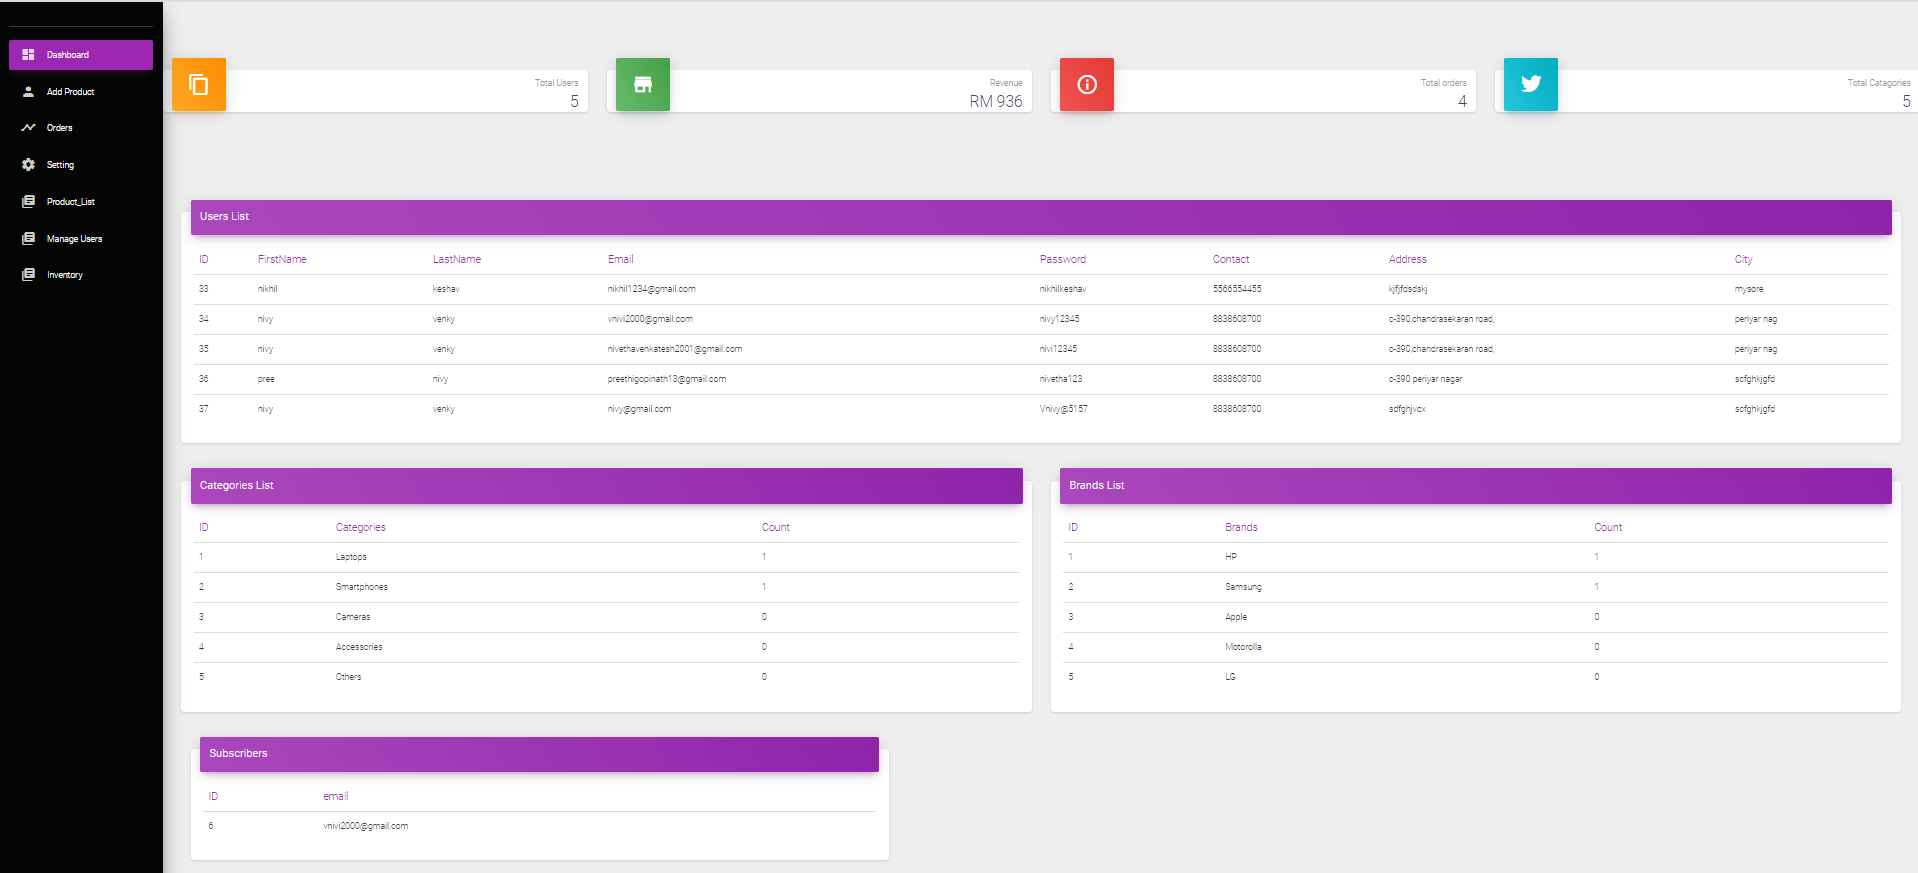 Dashboard
Add Product
Orders
Setting
Product_List
Manage Users
Inventory
Total Users
5
Revenue
RM 936
Total orders
4
Total Catagories
5
Users List
ID FirstName LastName Email Password Contact Address City
33 nikhil keshav nikhil1234@gmail.com nikhilkeshav 5566554455 kjfjfdsdskj mysore
34 nivy venky vnivi2000@gmail.com nivy12345 8838608700 c-390,chandrasekaran road, periyar nag
35 nivy venky nivethavenkatesh2001@gmail.com nivi12345 8838608700 c-390,chandrasekaran road, periyar nag
36 pree nivy preethigopinath13@gmail.com nivetha123 8838608700 c-390 periyar nagar scfghkjgfd
37 nivy venky nivy@gmail.com Vnivy@5157 8838608700 sdfghjvcx scfghkjgfd
Categories List
ID Categories Count
1 Laptops 1
2 Smartphones 1
3 Cameras 0
4 Accessories 0
5 Others 0
Brands List
ID Brands Count
1 HP 1
2 Samsung 1
3 Apple 0
4 Motorolla 0
5 LG 0
Subscribers
ID email
6 vnivi2000@gmail.com